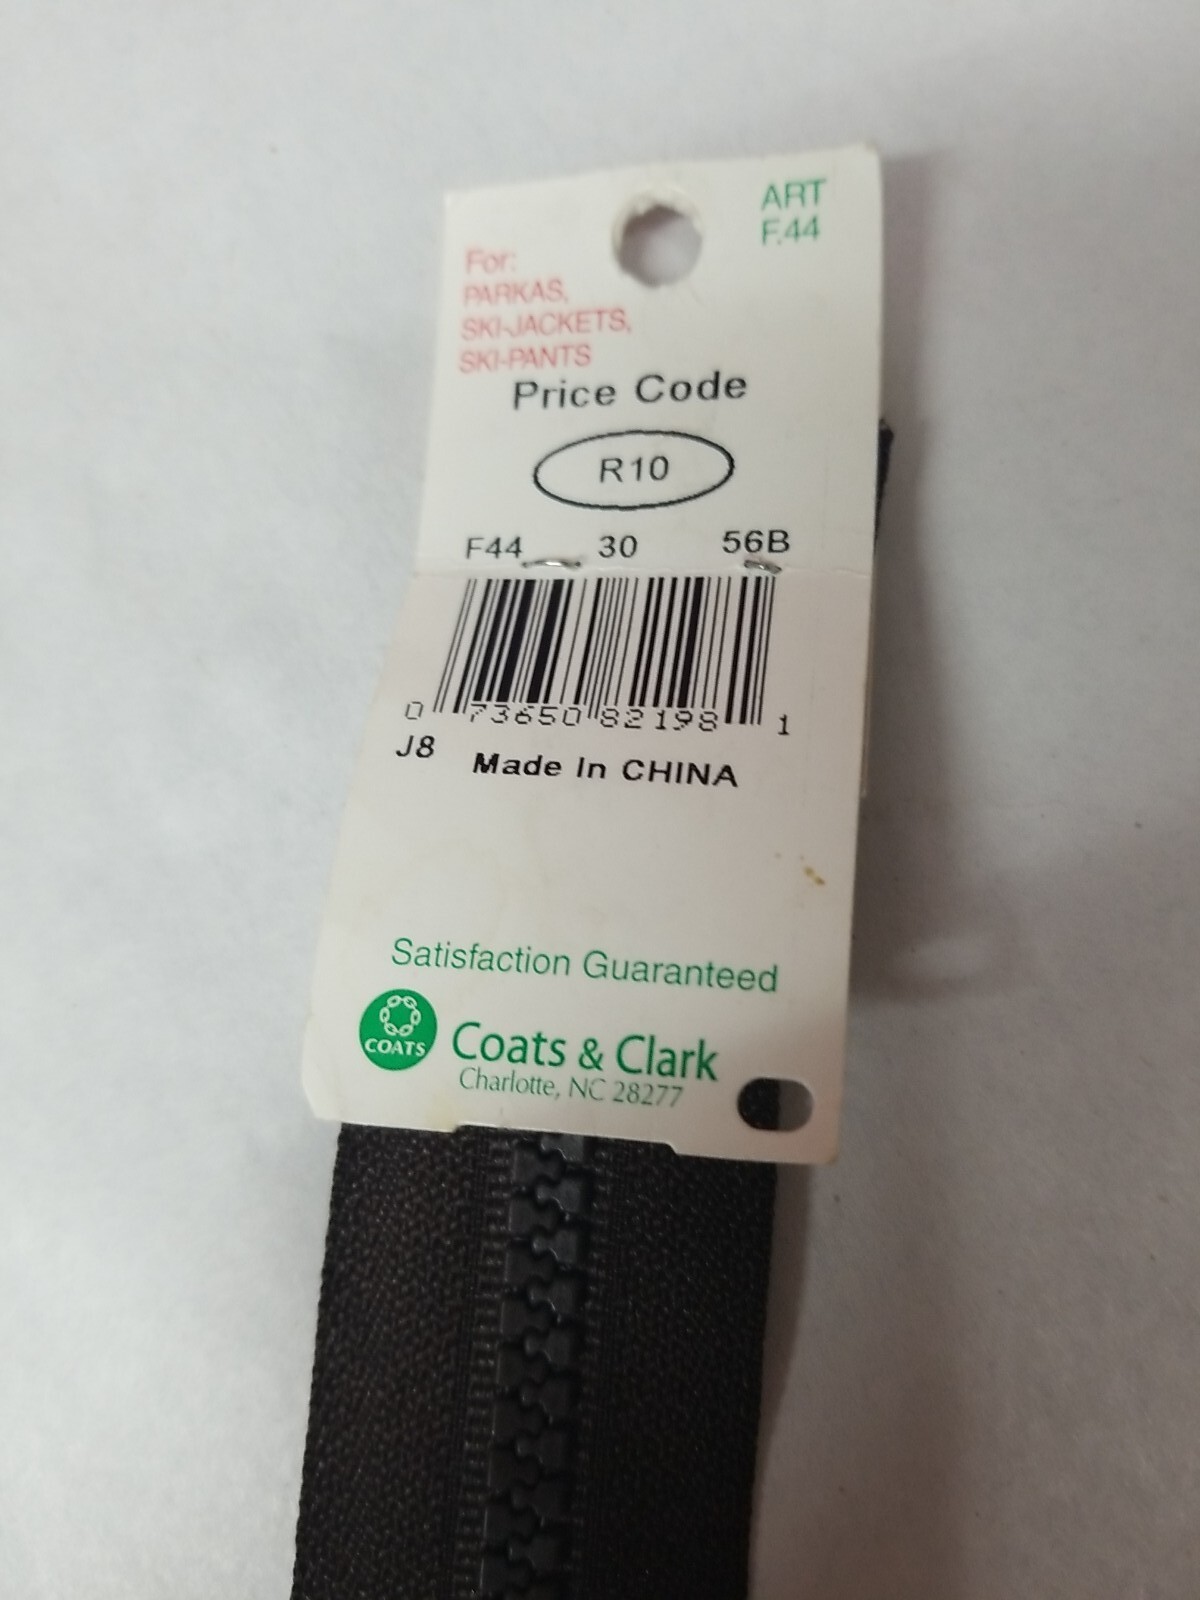 ART
F.44
For:
PARKAS,
SKI-JACKETS,
SKI-PANTS
Price Code
R10
F44 30 56B
0 73650 82198 1
J8 Made In CHINA
Satisfaction Guaranteed
COATS
Coats & Clark
Charlotte, NC 28277